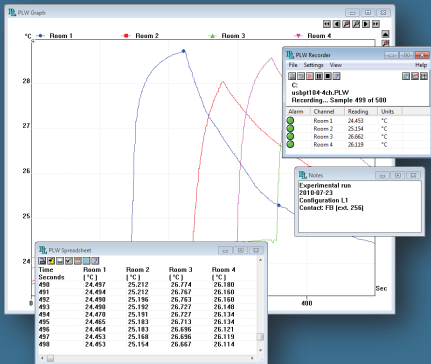 PLW Graph
°C Room 1 Room 2 Room 3 Room 4
28
27
26
25
24
400
Sec
PLW Recorder
File Settings View Help
C:
usbpt104-4ch.PLW
Recording... Sample 499 of 500
Alarm Channel Reading Units
Room 1 24.453 °C
Room 2 25.154 °C
Room 3 26.662 °C
Room 4 26.119 °C
Notes
Experimental run
2010-07-23
Configuration L1
Contact: FB (ext. 256)
PLW Spreadsheet
Time Room 1 Room 2 Room 3 Room 4
Seconds [°C] [°C] [°C] [°C]
490 24.497 25.212 26.774 26.180
491 24.494 25.212 26.767 26.160
492 24.490 25.196 26.763 26.160
493 24.490 25.192 26.727 26.148
494 24.470 25.191 26.727 26.134
495 24.465 25.183 26.713 26.134
496 24.464 25.183 26.696 26.121
497 24.453 25.168 26.696 26.119
498 24.453 25.154 26.667 26.114